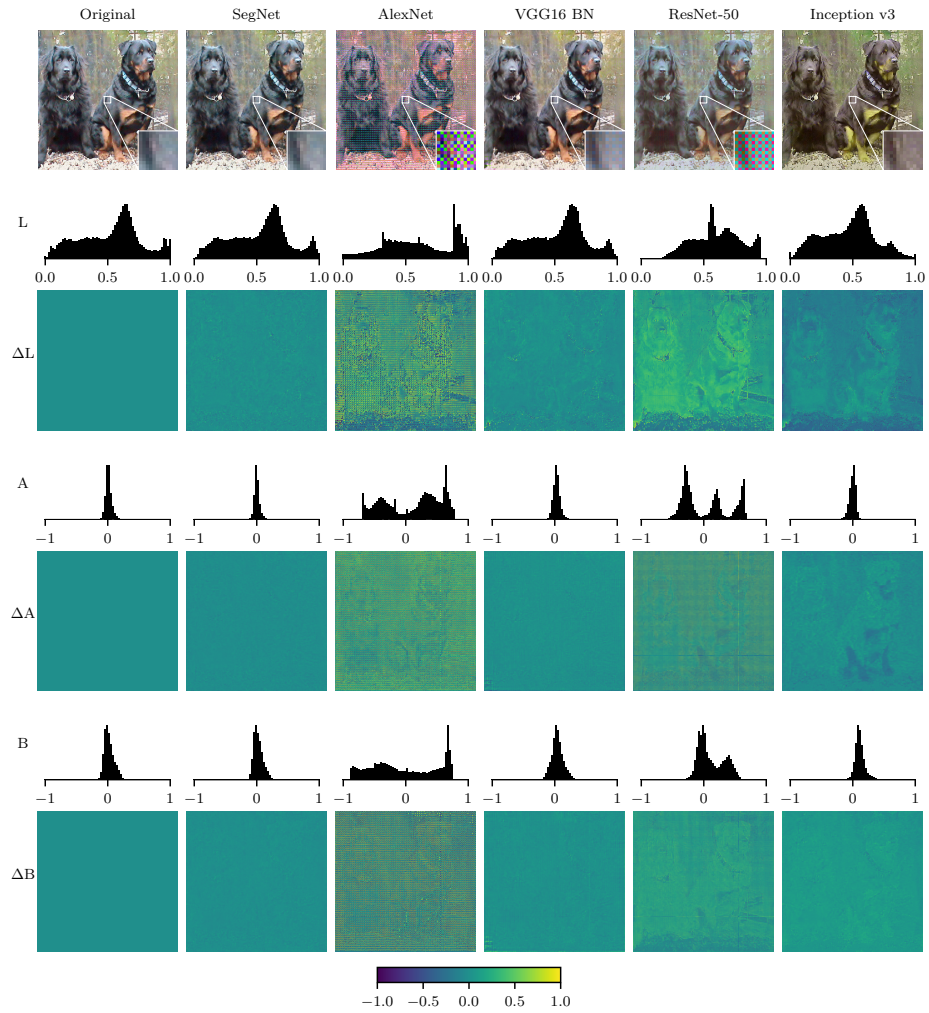 Original SegNet AlexNet VGG16 BN ResNet-50 Inception v3
L
0.0 0.5 1.0 0.0 0.5 1.0 0.0 0.5 1.0 0.0 0.5 1.0 0.0 0.5 1.0 0.0 0.5 1.0
ΔL
A
−1 0 1 −1 0 1 −1 0 1 −1 0 1 −1 0 1 −1 0 1
ΔA
B
−1 0 1 −1 0 1 −1 0 1 −1 0 1 −1 0 1 −1 0 1
ΔB
−1.0 −0.5 0.0 0.5 1.0